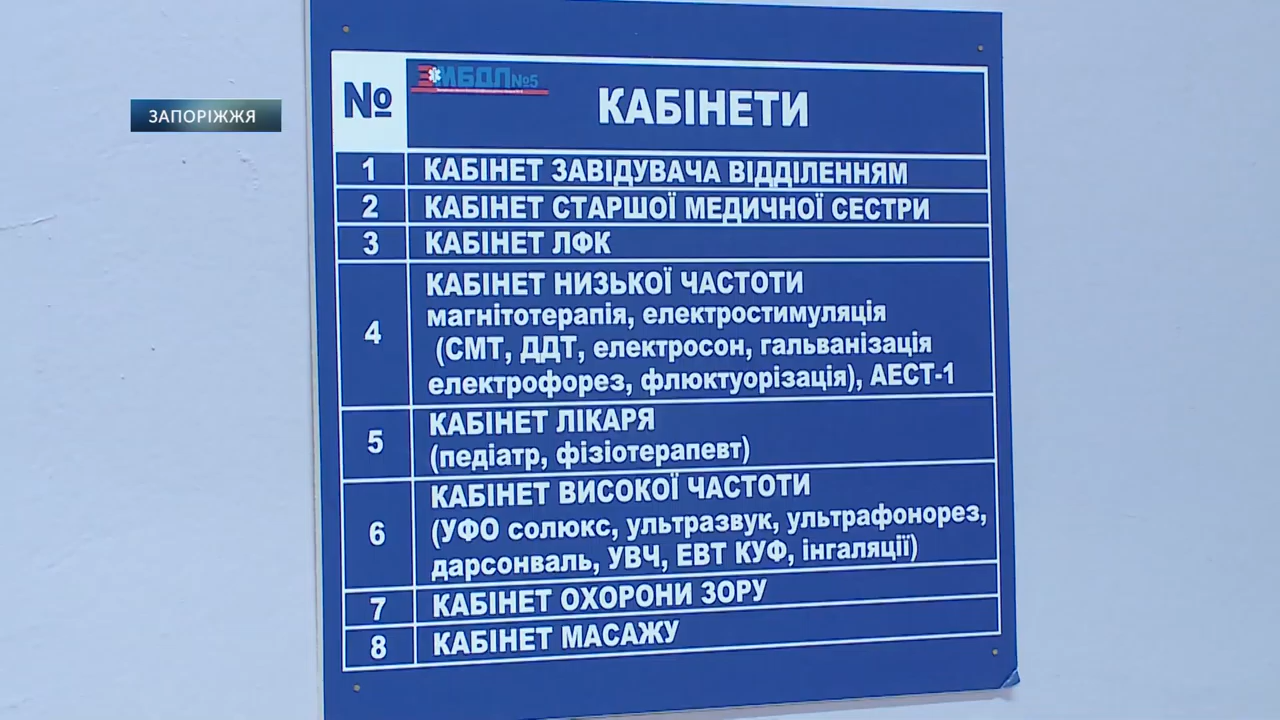 ЗАПОРІЖЖЯ
№
МБДЛ №5
КАБІНЕТИ
1 КАБІНЕТ ЗАВІДУВАЧА ВІДДІЛЕННЯМ
2 КАБІНЕТ СТАРШОЇ МЕДИЧНОЇ СЕСТРИ
3 КАБІНЕТ ЛФК
4 КАБІНЕТ НИЗЬКОЇ ЧАСТОТИ
магнітотерапія, електростимуляція
(СМТ, ДДТ, електросон, гальванізація
електрофорез, флюктуорізація), АЕСТ-1
5 КАБІНЕТ ЛІКАРЯ
(педіатр, фізіотерапевт)
6 КАБІНЕТ ВИСОКОЇ ЧАСТОТИ
(УФО солюкс, ультразвук, ультрафонорез,
дарсонваль, УВЧ, ЕВТ КУФ, інгаляції)
7 КАБІНЕТ ОХОРОНИ ЗОРУ
8 КАБІНЕТ МАСАЖУ